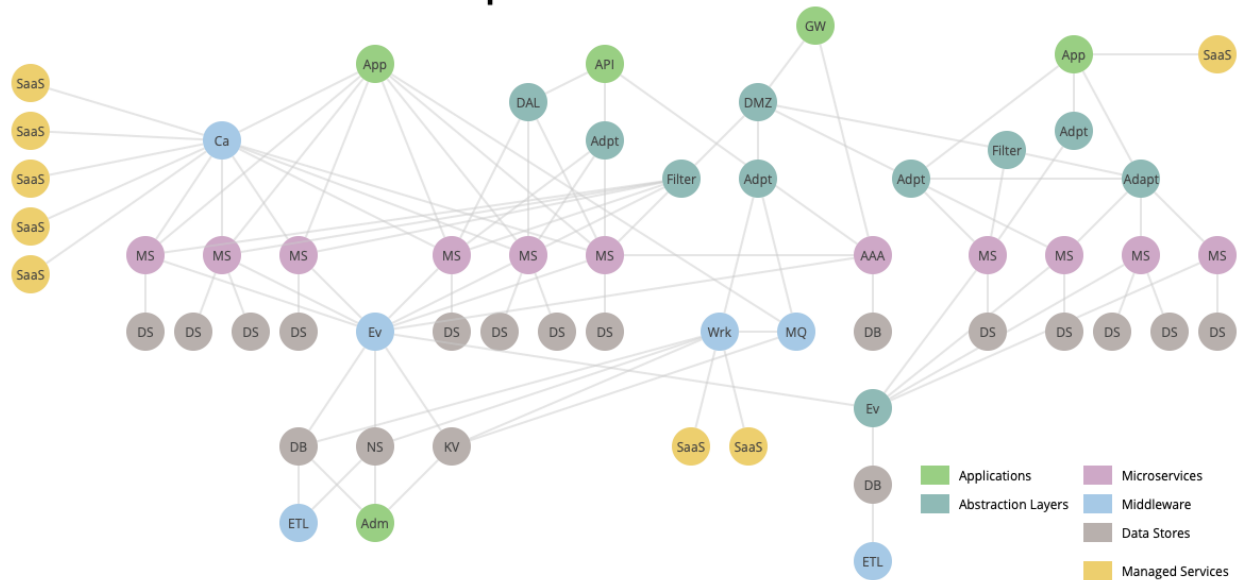 GW
App
API
App
SaaS
SaaS
DAL
DMZ
SaaS
Ca
Adpt
Adpt
Filter
SaaS
Filter
Adpt
Adpt
Adapt
SaaS
MS
MS
MS
MS
MS
MS
AAA
MS
MS
MS
MS
SaaS
DS
DS
DS
DS
Ev
DS
DS
DS
DS
Wrk
MQ
DB
DS
DS
DS
DS
DS
Ev
DB
NS
KV
SaaS
SaaS
Applications
Microservices
DB
Abstraction Layers
Middleware
ETL
Adm
Data Stores
ETL
Managed Services